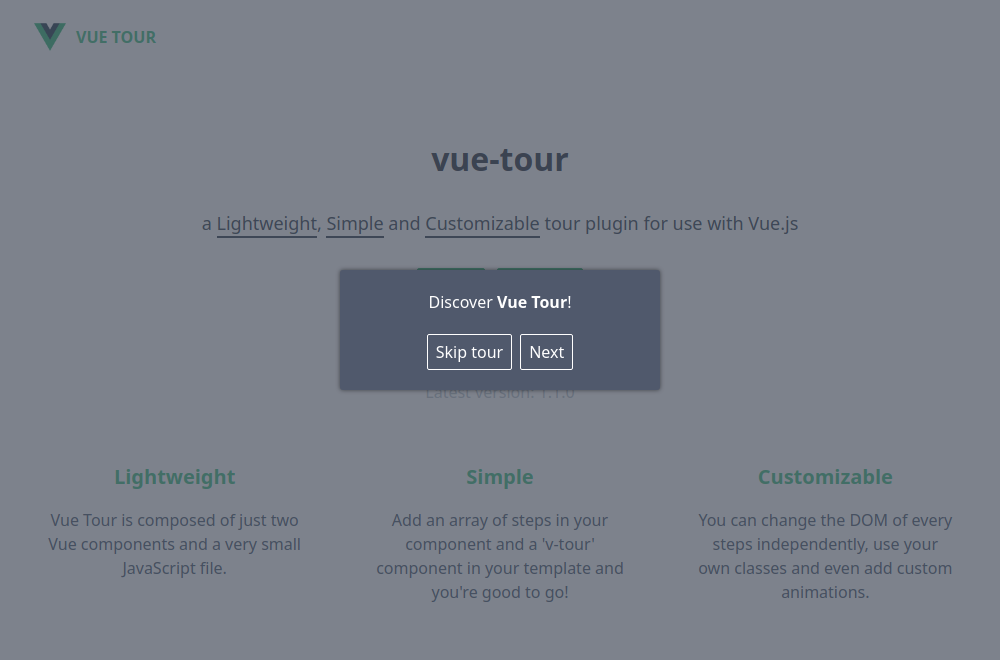 VUE TOUR
vue-tour
a Lightweight, Simple and Customizable tour plugin for use with Vue.js
Discover Vue Tour!
Skip tour Next
Latest version: 1.1.0
Lightweight
Vue Tour is composed of just two
Vue components and a very small
JavaScript file.
Simple
Add an array of steps in your
component and a 'v-tour'
component in your template and
you're good to go!
Customizable
You can change the DOM of every
steps independently, use your
own classes and even add custom
animations.